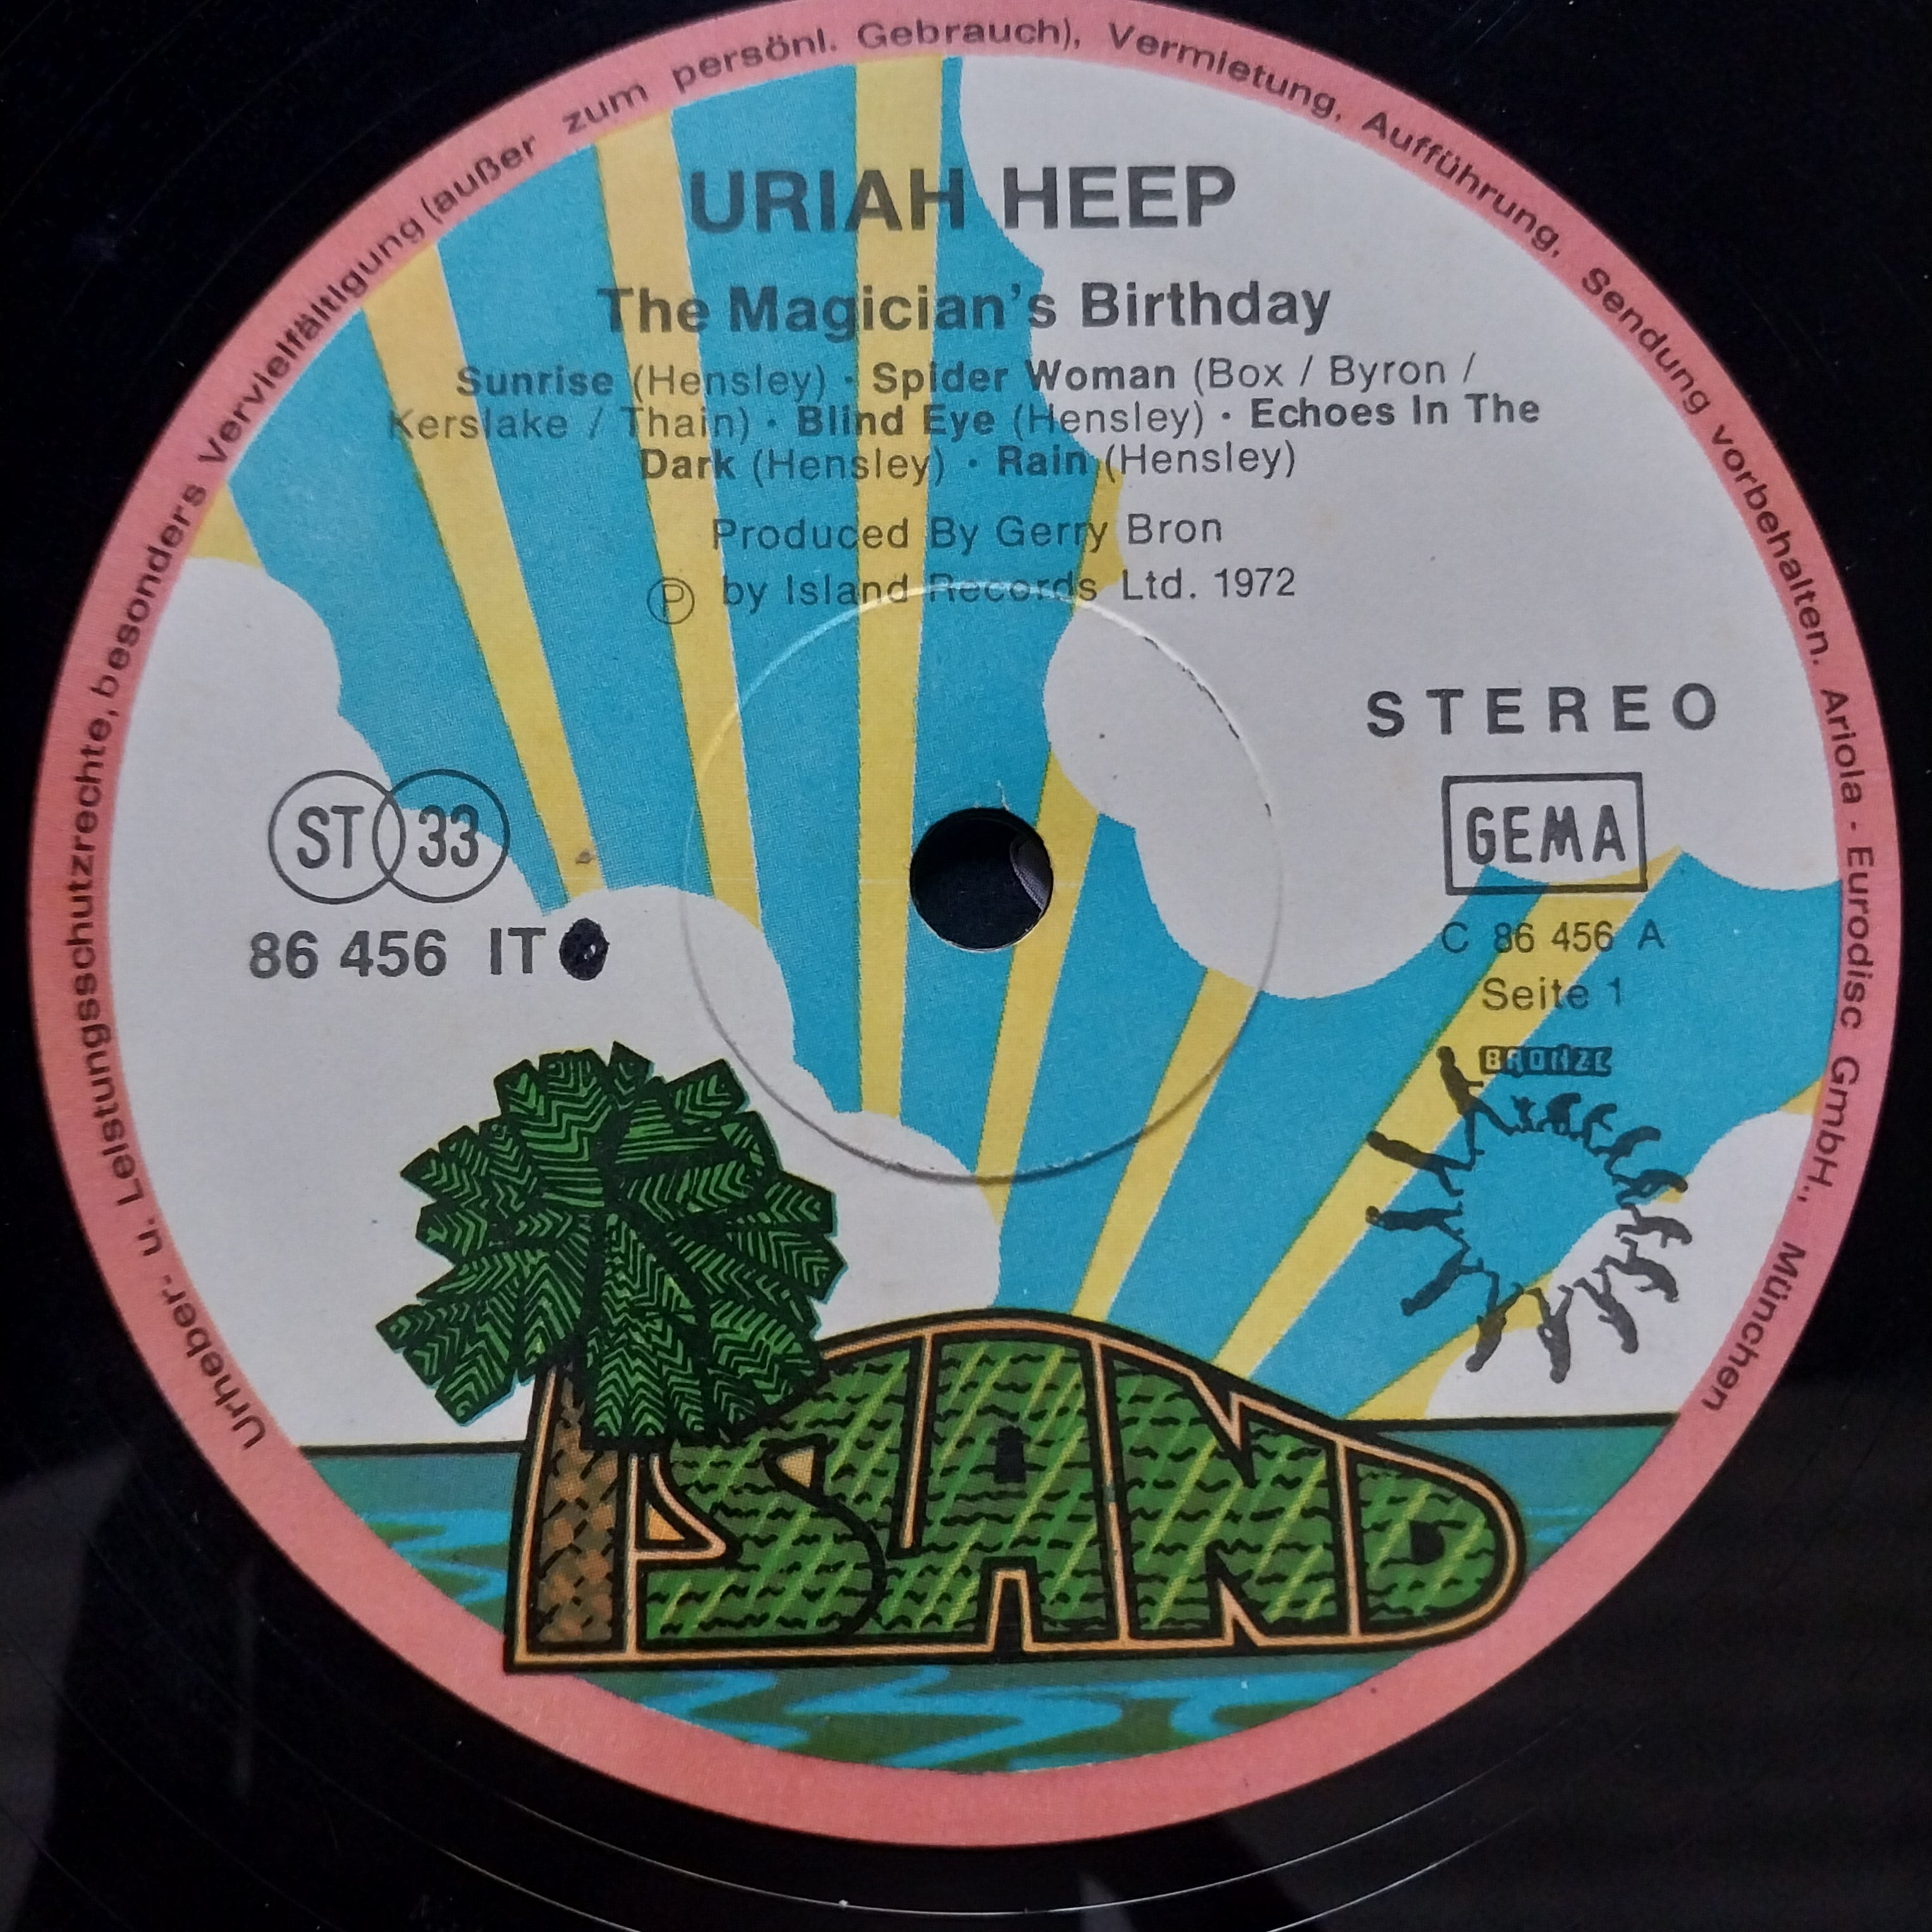 Urheber- u. Leistungsschutzrechte, besonders Vervielfältigung (außer zum persönl. Gebrauch), Vermietung, Aufführung, Sendung vorbehalten. Ariola - Eurodisc GmbH., München
URIAH HEEP
The Magician's Birthday
Sunrise (Hensley) · Spider Woman (Box / Byron /
Kerslake / Thain) · Blind Eye (Hensley) · Echoes In The
Dark (Hensley) · Rain (Hensley)
Produced By Gerry Bron
Ⓟ by Island Records Ltd. 1972
STEREO
ST 33
GEMA
86 456 IT
C 86 456 A
Seite 1
BRONZE
ISLAND